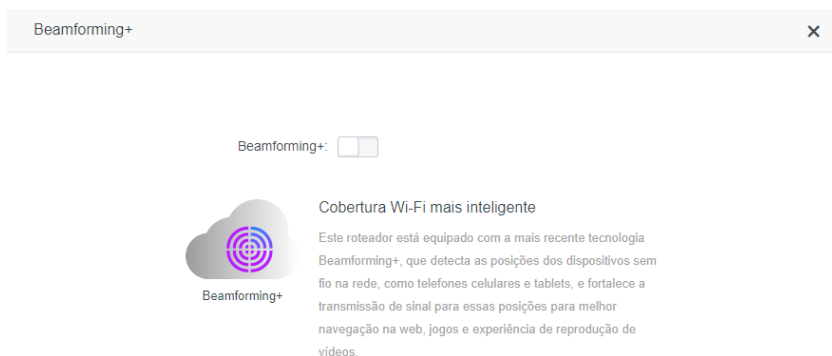 Beamforming+
Beamforming+:
Cobertura Wi-Fi mais inteligente
Este roteador está equipado com a mais recente tecnologia
Beamforming+, que detecta as posições dos dispositivos sem
fio na rede, como telefones celulares e tablets, e fortalece a
transmissão de sinal para essas posições para melhor
navegação na web, jogos e experiência de reprodução de
vídeos.
Beamforming+